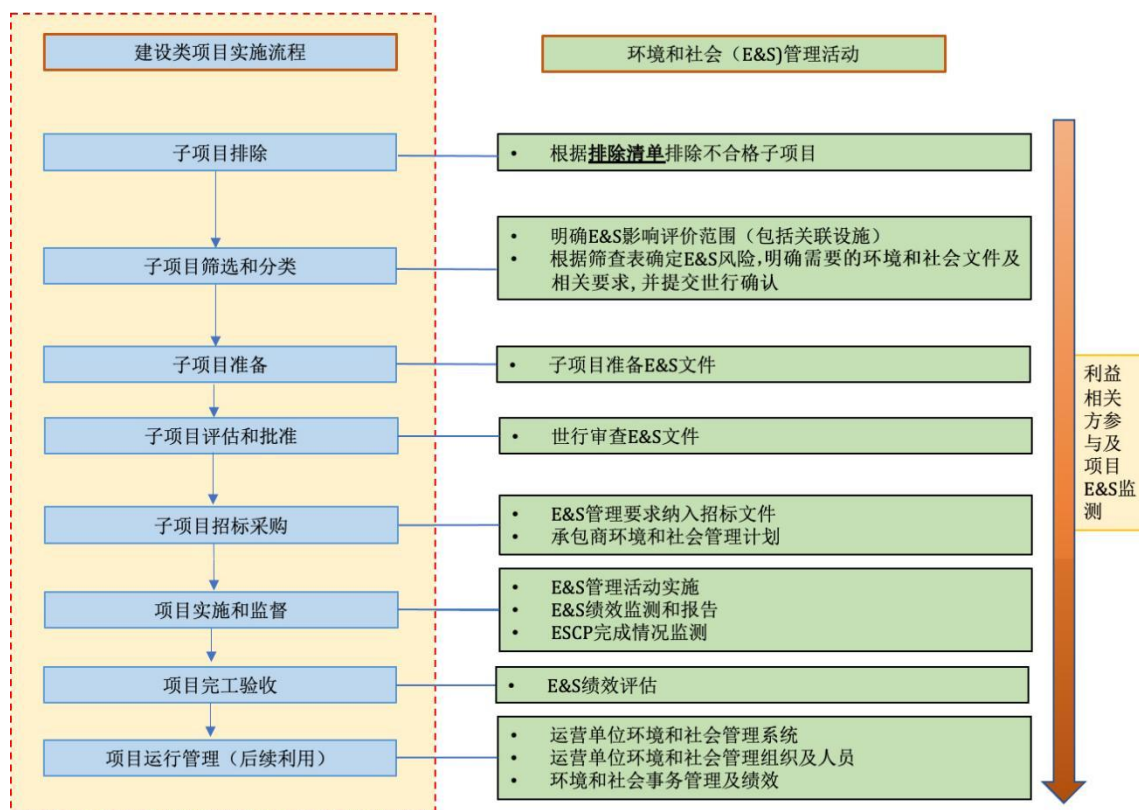 建设类项目实施流程
环境和社会（E&S)管理活动
子项目排除
• 根据排除清单排除不合格子项目
子项目筛选和分类
• 明确E&S影响评价范围（包括关联设施）
• 根据筛查表确定E&S风险,明确需要的环境和社会文件及
相关要求, 并提交世行确认
子项目准备
• 子项目准备E&S文件
子项目评估和批准
• 世行审查E&S文件
子项目招标采购
• E&S管理要求纳入招标文件
• 承包商环境和社会管理计划
项目实施和监督
• E&S管理活动实施
• E&S绩效监测和报告
• ESCP完成情况监测
项目完工验收
• E&S绩效评估
项目运行管理（后续利用）
• 运营单位环境和社会管理系统
• 运营单位环境和社会管理组织及人员
• 环境和社会事务管理及绩效
利益
相关
方参
与及
项目
E&S监
测